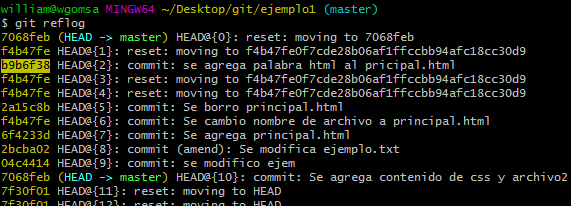 william@wgomsa MINGW64 ~/Desktop/git/ejemplo1 (master)
$ git reflog
7068feb (HEAD -> master) HEAD@{0}: reset: moving to 7068feb
f4b47fe HEAD@{1}: reset: moving to f4b47fe0f7cde28b06af1ffccbb94afc18cc30d9
b9b6f38 HEAD@{2}: commit: se agrega palabra html al pricipal.html
f4b47fe HEAD@{3}: reset: moving to f4b47fe0f7cde28b06af1ffccbb94afc18cc30d9
f4b47fe HEAD@{4}: reset: moving to f4b47fe0f7cde28b06af1ffccbb94afc18cc30d9
2a15c8b HEAD@{5}: commit: Se borro principal.html
f4b47fe HEAD@{6}: commit: Se cambio nombre de archivo a principal.html
6f4233d HEAD@{7}: commit: Se agrega principal.html
2bcba02 HEAD@{8}: commit (amend): Se modifica ejemplo.txt
04c4414 HEAD@{9}: commit: se modifico ejem
7068feb (HEAD -> master) HEAD@{10}: commit: Se agrega contenido de css y archivo2
7f30f01 HEAD@{11}: reset: moving to HEAD
7f30f01 HEAD@{12}: reset: moving to HEAD